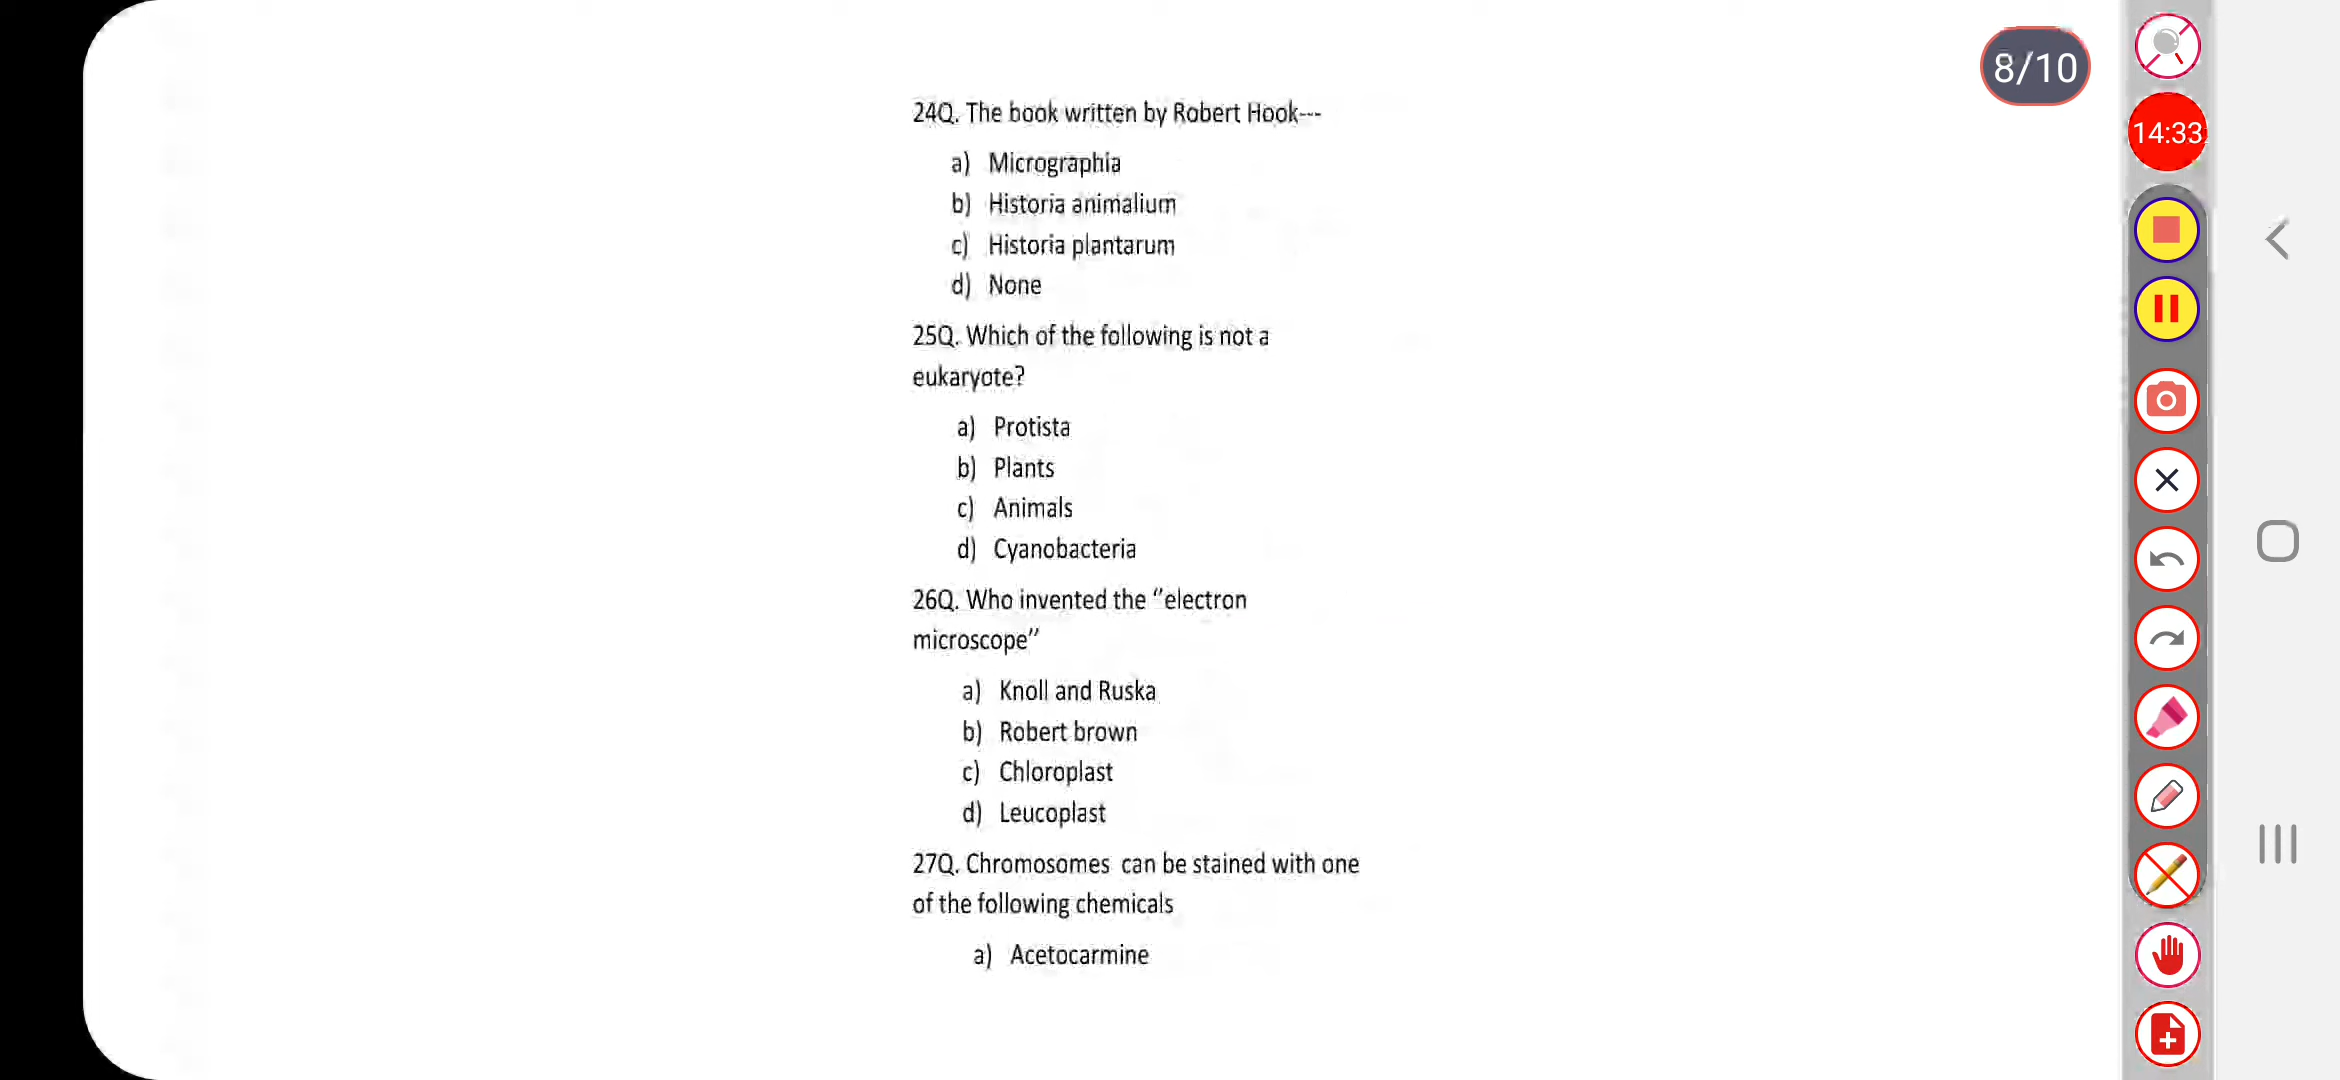 8/10
14:33
24Q. The book written by Robert Hook---
a) Micrographia
b) Historia animalium
c) Historia plantarum
d) None
25Q. Which of the following is not a
eukaryote?
a) Protista
b) Plants
c) Animals
d) Cyanobacteria
26Q. Who invented the ‘’electron
microscope’’
a) Knoll and Ruska
b) Robert brown
c) Chloroplast
d) Leucoplast
27Q. Chromosomes can be stained with one
of the following chemicals
a) Acetocarmine